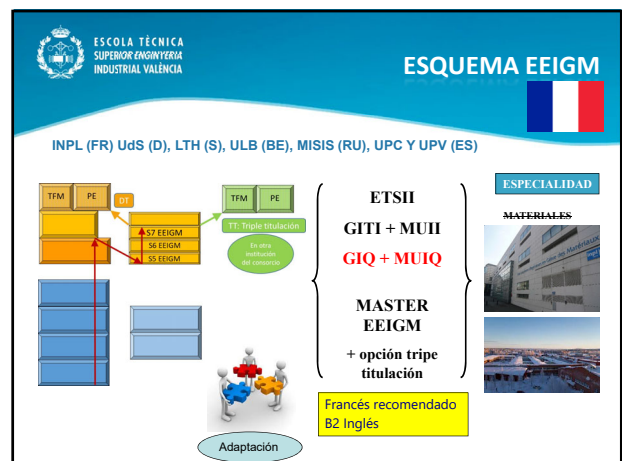 ESCOLA TÈCNICA
SUPERIOR ENGINYERIA
INDUSTRIAL VALÈNCIA
ESQUEMA EEIGM
INPL (FR) UdS (D), LTH (S), ULB (BE), MISIS (RU), UPC Y UPV (ES)
TFM
PE
DT
S7 EEIGM
S6 EEIGM
S5 EEIGM
TFM
PE
TT: Triple titulación
En otra
institución
del consorcio
ETSII
GITI + MUII
GIQ + MUIQ
MASTER
EEIGM
+ opción tripe
titulación
ESPECIALIDAD
MATERIALES
Francés recomendado
B2 Inglés
Adaptación